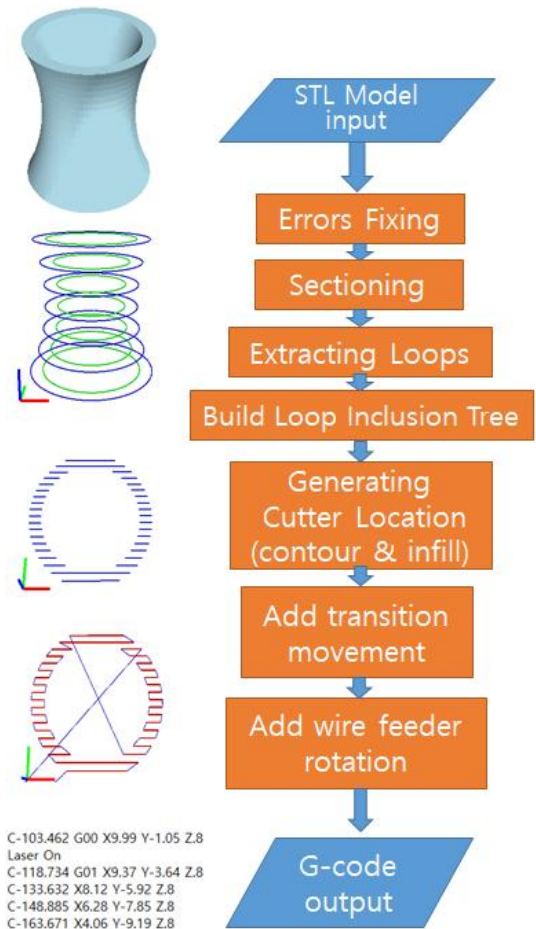 STL Model
input
Errors Fixing
Sectioning
Extracting Loops
Build Loop Inclusion Tree
Generating
Cutter Location
(contour & infill)
Add transition
movement
Add wire feeder
rotation
G-code
output
C-103.462 G00 X9.99 Y-1.05 Z.8
Laser On
C-118.734 G01 X9.37 Y-3.64 Z.8
C-133.632 X8.12 Y-5.92 Z.8
C-148.885 X6.28 Y-7.85 Z.8
C-163.671 X4.06 Y-9.19 Z.8